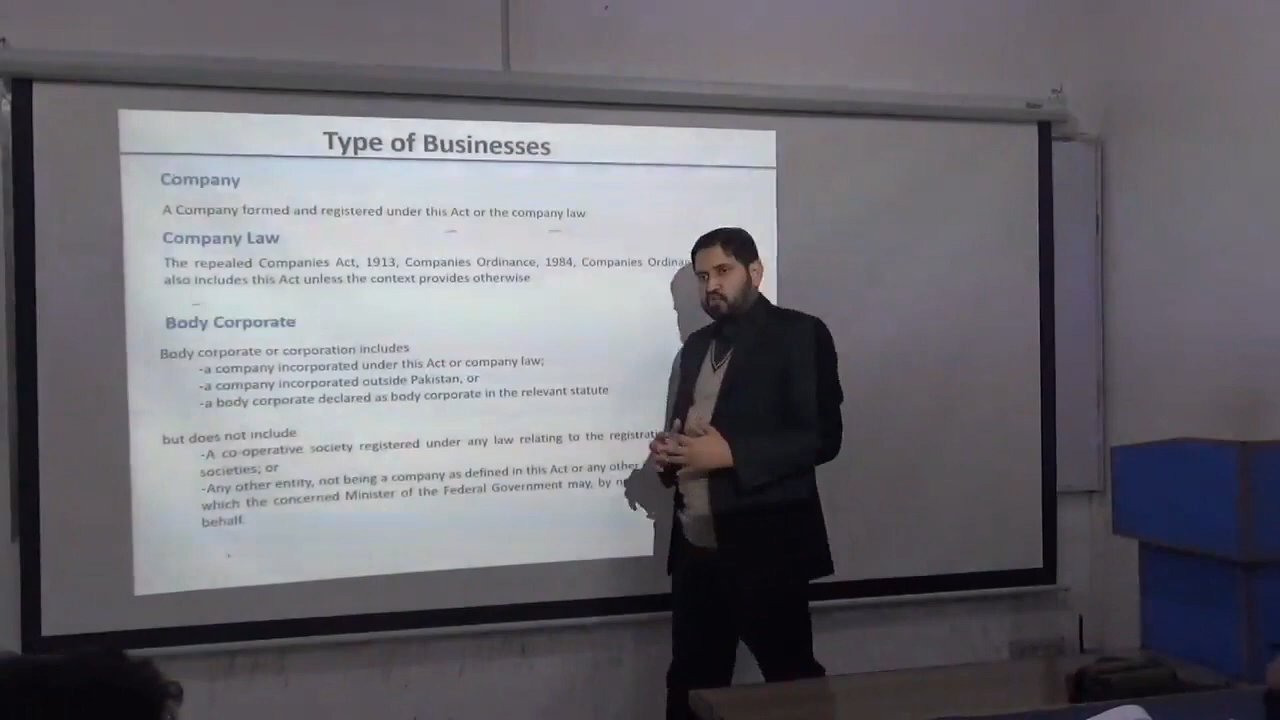 Type of Businesses
Company
A Company formed and registered under this Act or the company law
Company Law
The repealed Companies Act, 1913, Companies Ordinance, 1984, Companies
also includes this Act unless the context provides otherwise
Body Corporate
Body corporate or corporation includes
-a company incorporated under this Act or company law;
-a company incorporated outside Pakistan, or
-a body corporate declared as body corporate in the relevant statute
but does not include
-A co-operative society registered under any law relating to the
societies; or
-Any other entity, not being a company as defined in this Act or any other
which the concerned Minister of the Federal Government may, by
behalf.